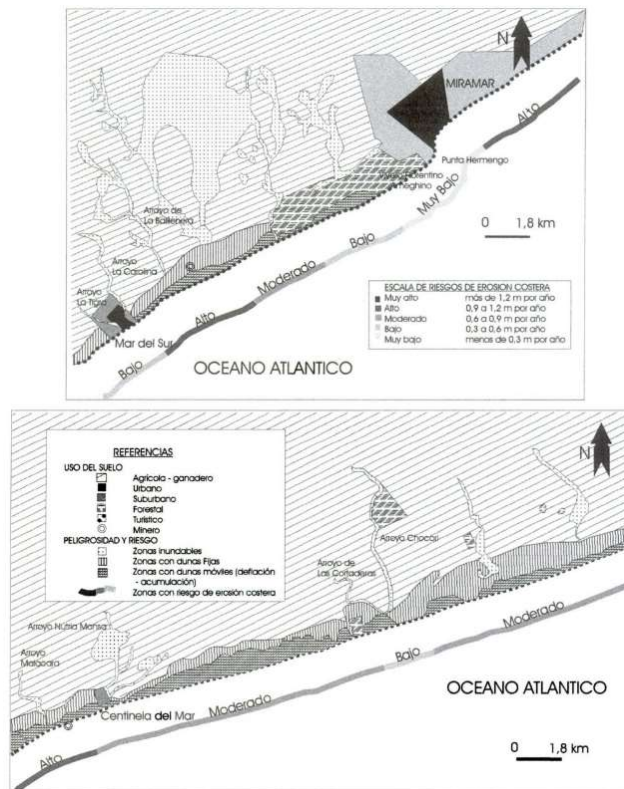 N
MIRAMAR
Alto
Punta Hermengo
Muy Bajo
0 1,8 km
Arroyo de
La Ballenera
Arroyo
La Carolina
Arroyo
La Tigra
Bajo
Moderado
Alto
Mar del Sur
Bajo
OCEANO ATLANTICO
ESCALA DE RIESGOS DE EROSION COSTERA
Muy alto más de 1,2 m por año
Alto 0,9 a 1,2 m por año
Moderado 0,6 a 0,9 m por año
Bajo 0,3 a 0,6 m por año
Muy bajo menos de 0,3 m por año
REFERENCIAS
USO DEL SUELO
Agrícola - ganadero
Urbano
Suburbano
Forestal
Turístico
Minero
PELIGROSIDAD Y RIESGO
Zonas inundables
Zonas con dunas Fijas
Zonas con dunas móviles (deflación
- acumulación)
Zonas con riesgo de erosión costera
N
Arroyo Chocorí
Arroyo de
Las Cortaderas
Arroyo Nutria Mansa
Arroyo
Malacara
Moderado
Bajo
OCEANO ATLANTICO
Centinela del Mar
Moderado
Alto
0 1,8 km